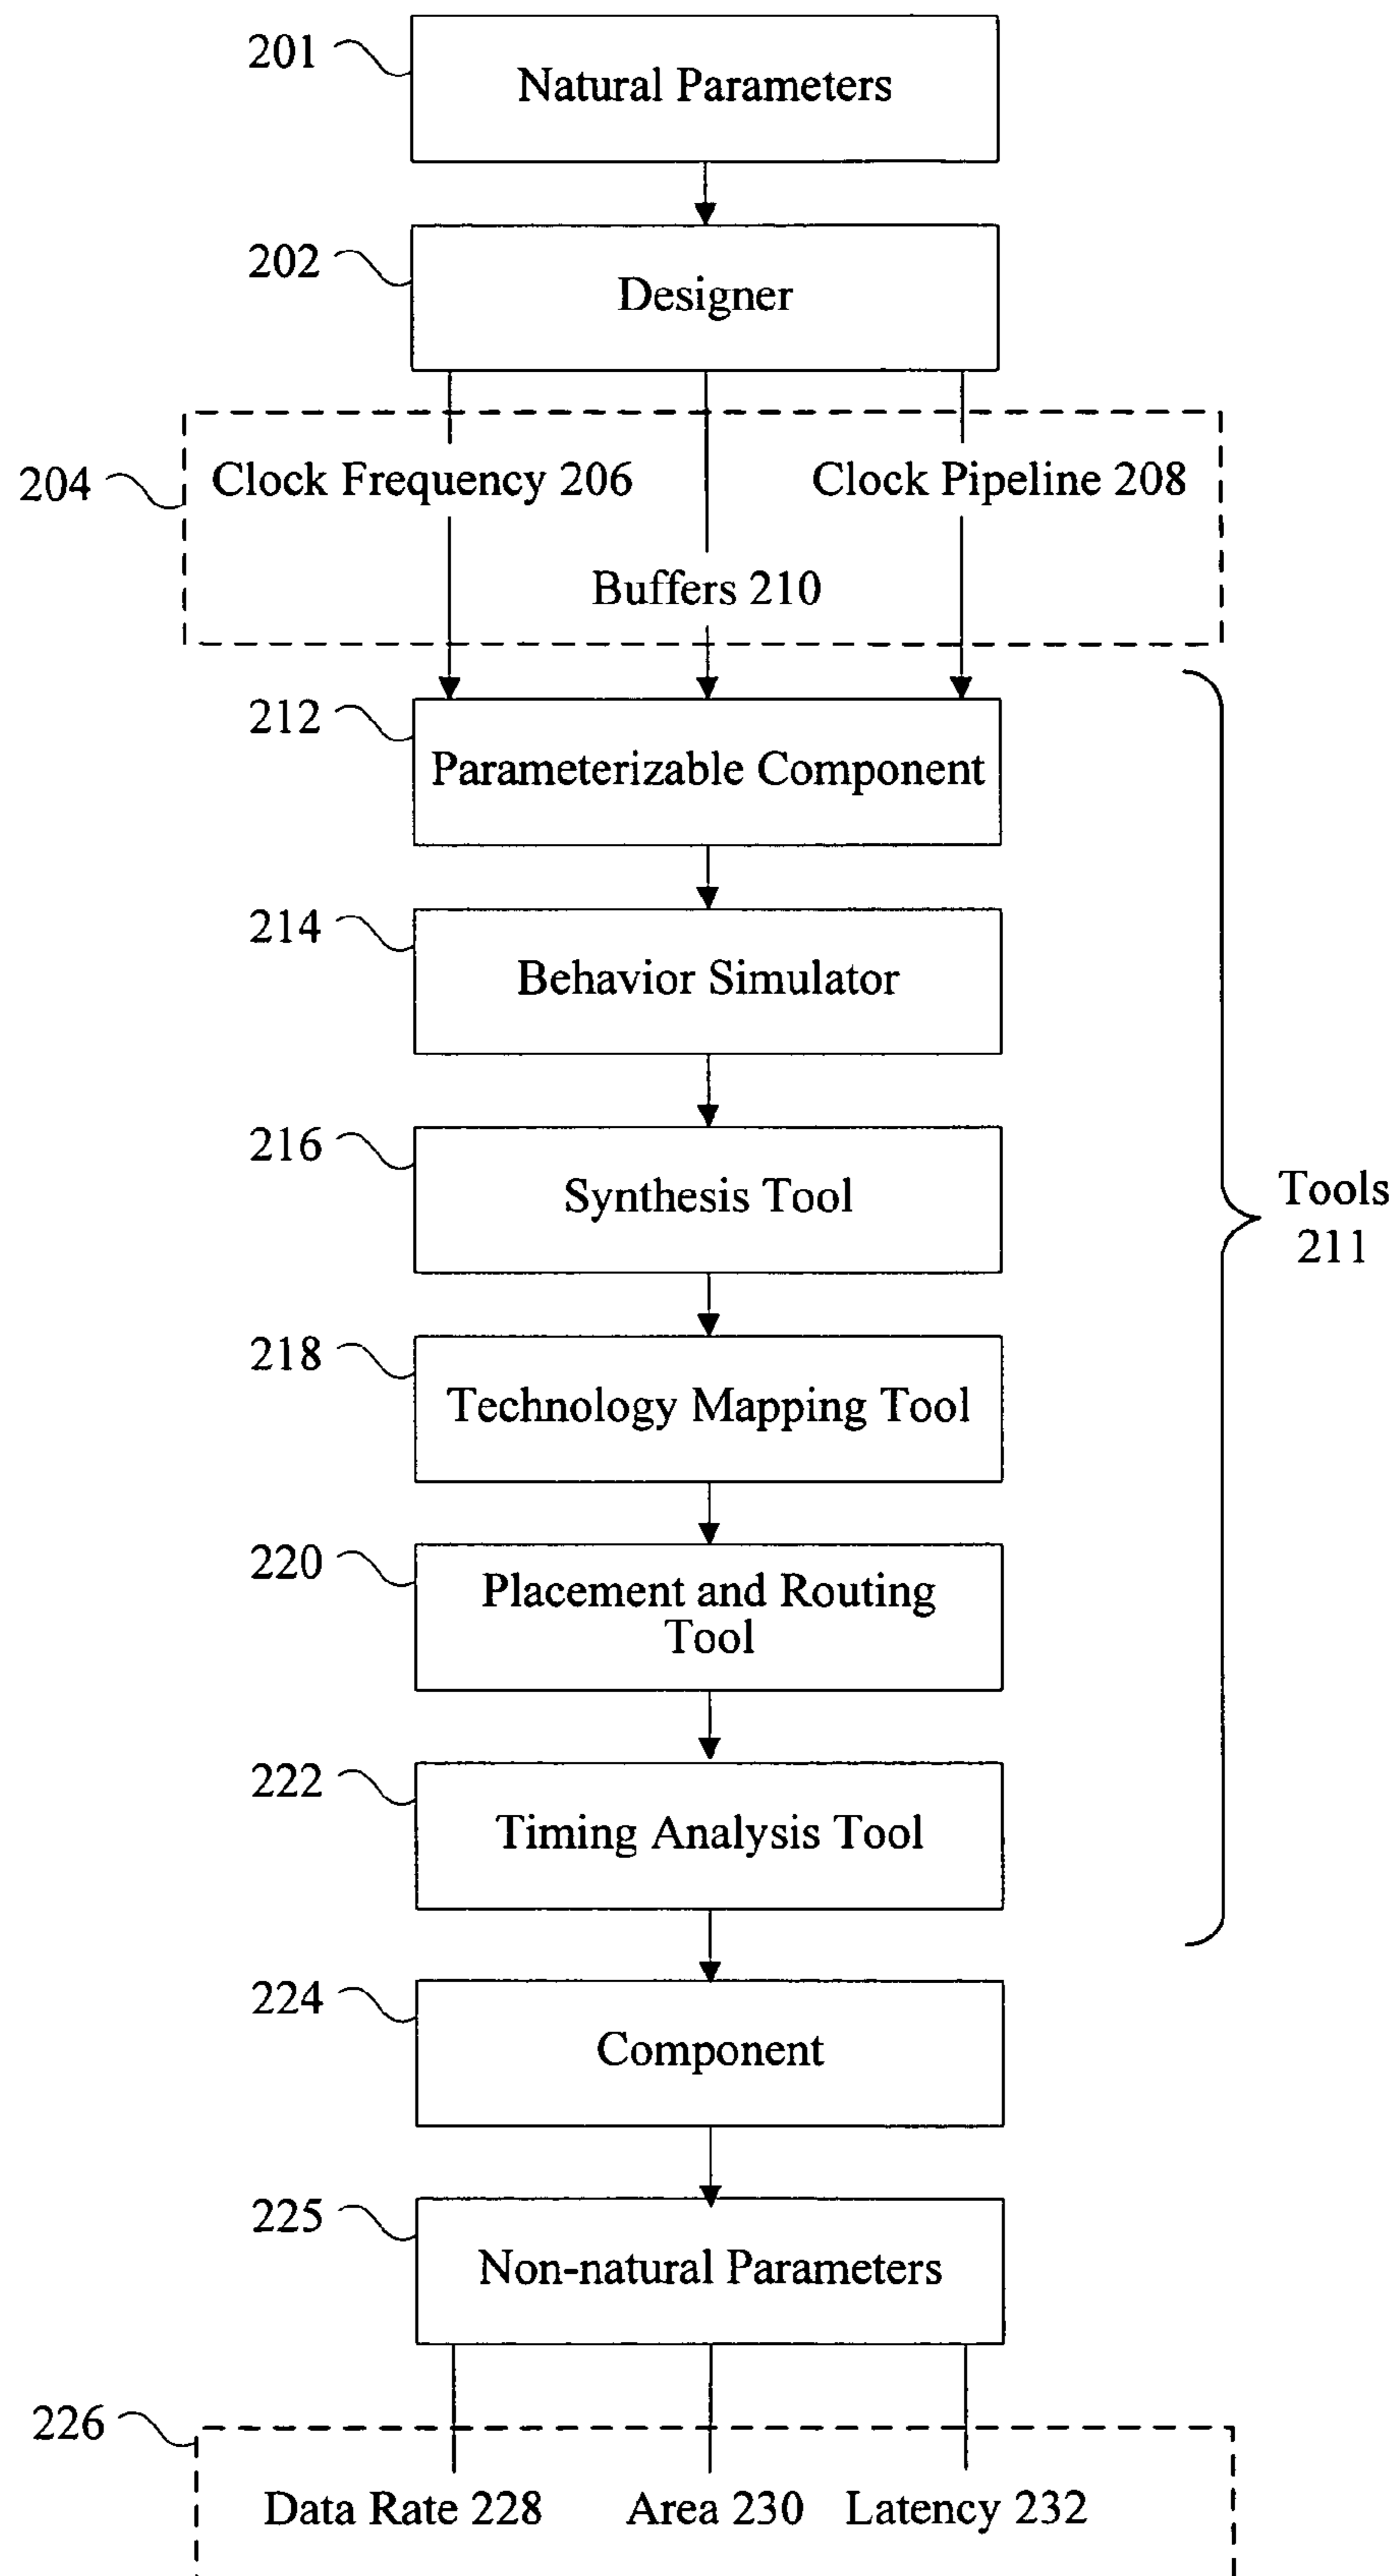 201
Natural Parameters
202
Designer
204
Clock Frequency 206
Clock Pipeline 208
Buffers 210
212
Parameterizable Component
214
Behavior Simulator
216
Synthesis Tool
Tools
211
218
Technology Mapping Tool
220
Placement and Routing
Tool
222
Timing Analysis Tool
224
Component
225
Non-natural Parameters
226
Data Rate 228
Area 230
Latency 232